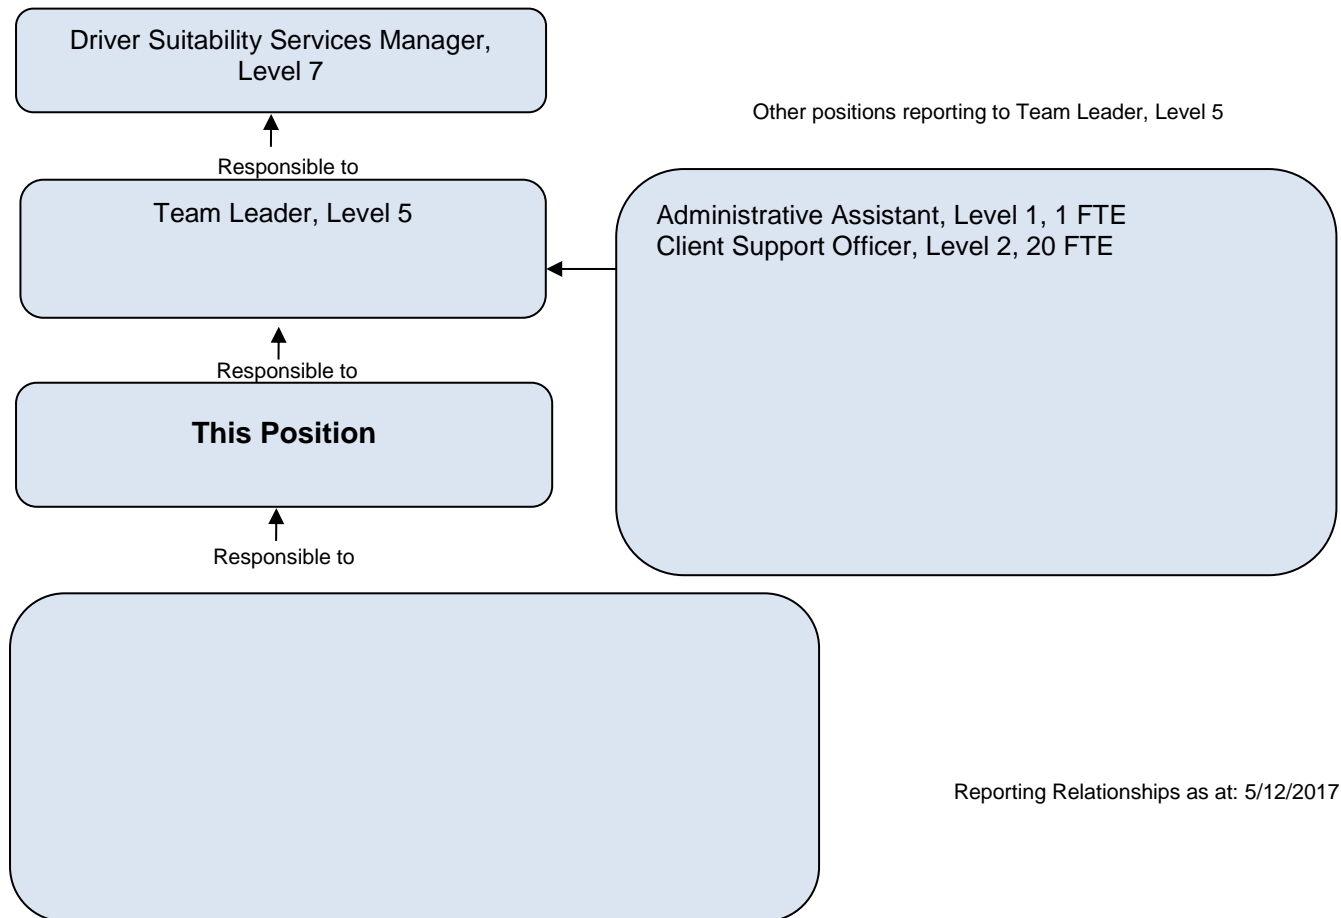 Driver Suitability Services Manager,
Level 7
Other positions reporting to Team Leader, Level 5
Responsible to
Team Leader, Level 5
Administrative Assistant, Level 1, 1 FTE
Client Support Officer, Level 2, 20 FTE
Responsible to
This Position
Responsible to
Reporting Relationships as at: 5/12/2017